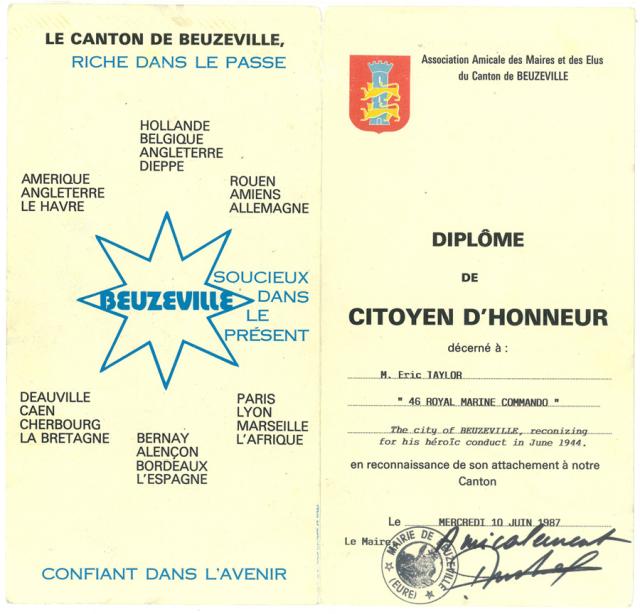 LE CANTON DE BEUZEVILLE,
RICHE DANS LE PASSE
HOLLANDE
BELGIQUE
ANGLETERRE
DIEPPE
AMERIQUE
ANGLETERRE
LE HAVRE
ROUEN
AMIENS
ALLEMAGNE
BEUZEVILLE
SOUCIEUX
DANS
LE
PRÉSENT
DEAUVILLE
CAEN
CHERBOURG
LA BRETAGNE
BERNAY
ALENÇON
BORDEAUX
L'ESPAGNE
PARIS
LYON
MARSEILLE
L'AFRIQUE
CONFIANT DANS L'AVENIR
Association Amicale des Maires et des Elus
du Canton de BEUZEVILLE
DIPLÔME
DE
CITOYEN D'HONNEUR
décerné à :
M. Eric TAYLOR
" 46 ROYAL MARINE COMMANDO "
The city of BEUZEVILLE, reconizing
for his héroïc conduct in June 1944.
en reconnaissance de son attachement à notre
Canton
Le MERCREDI 10 JUIN 1987
Le Maire
Amicalement
MAIRIE DE BEUZEVILLE
(EURE)